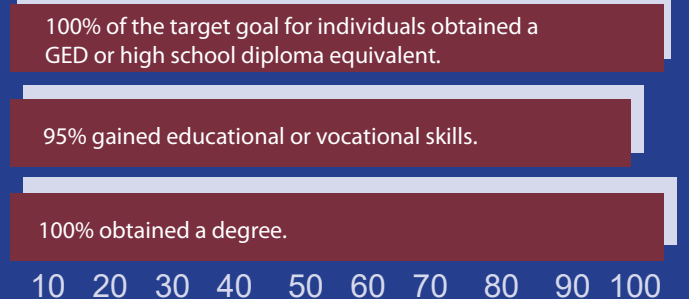 100% of the target goal for individuals obtained a
GED or high school diploma equivalent.
95% gained educational or vocational skills.
100% obtained a degree.
10 20 30 40 50 60 70 80 90 100